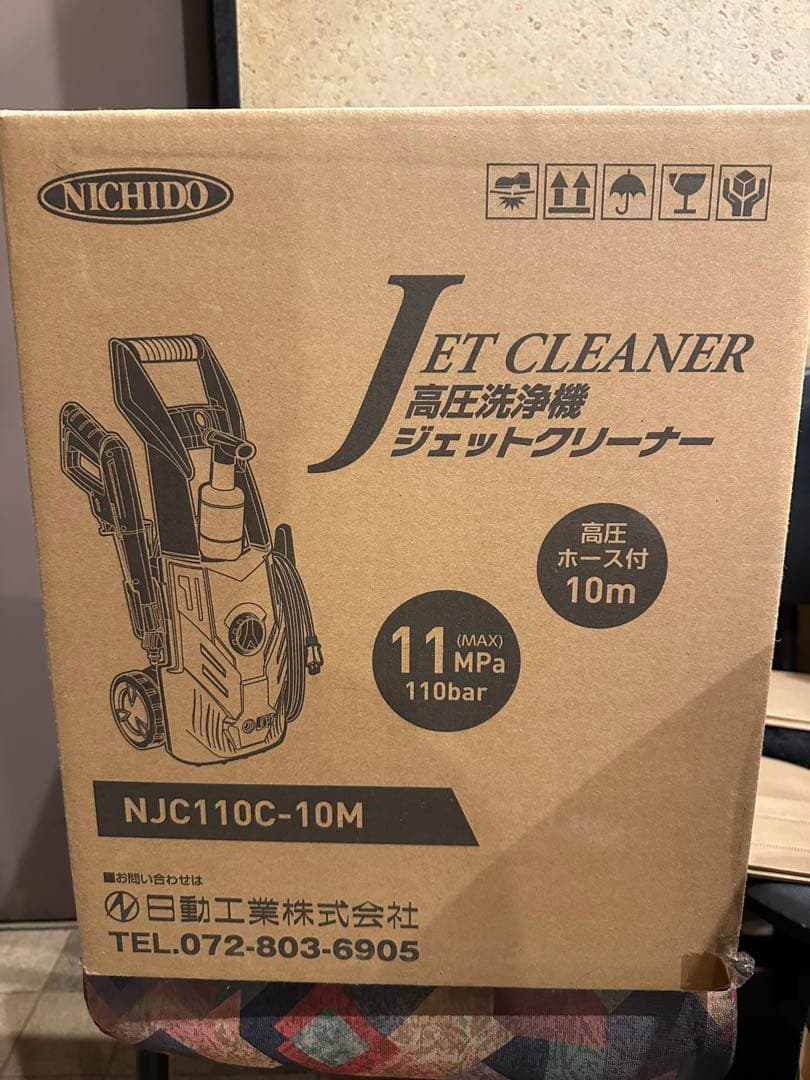 NICHIDO
JET CLEANER
高圧洗浄機
ジェットクリーナー
高圧
ホース付
10m
11 (MAX) MPa
110bar
NJC110C-10M
■お問い合わせは
日動工業株式会社
TEL.072-803-6905